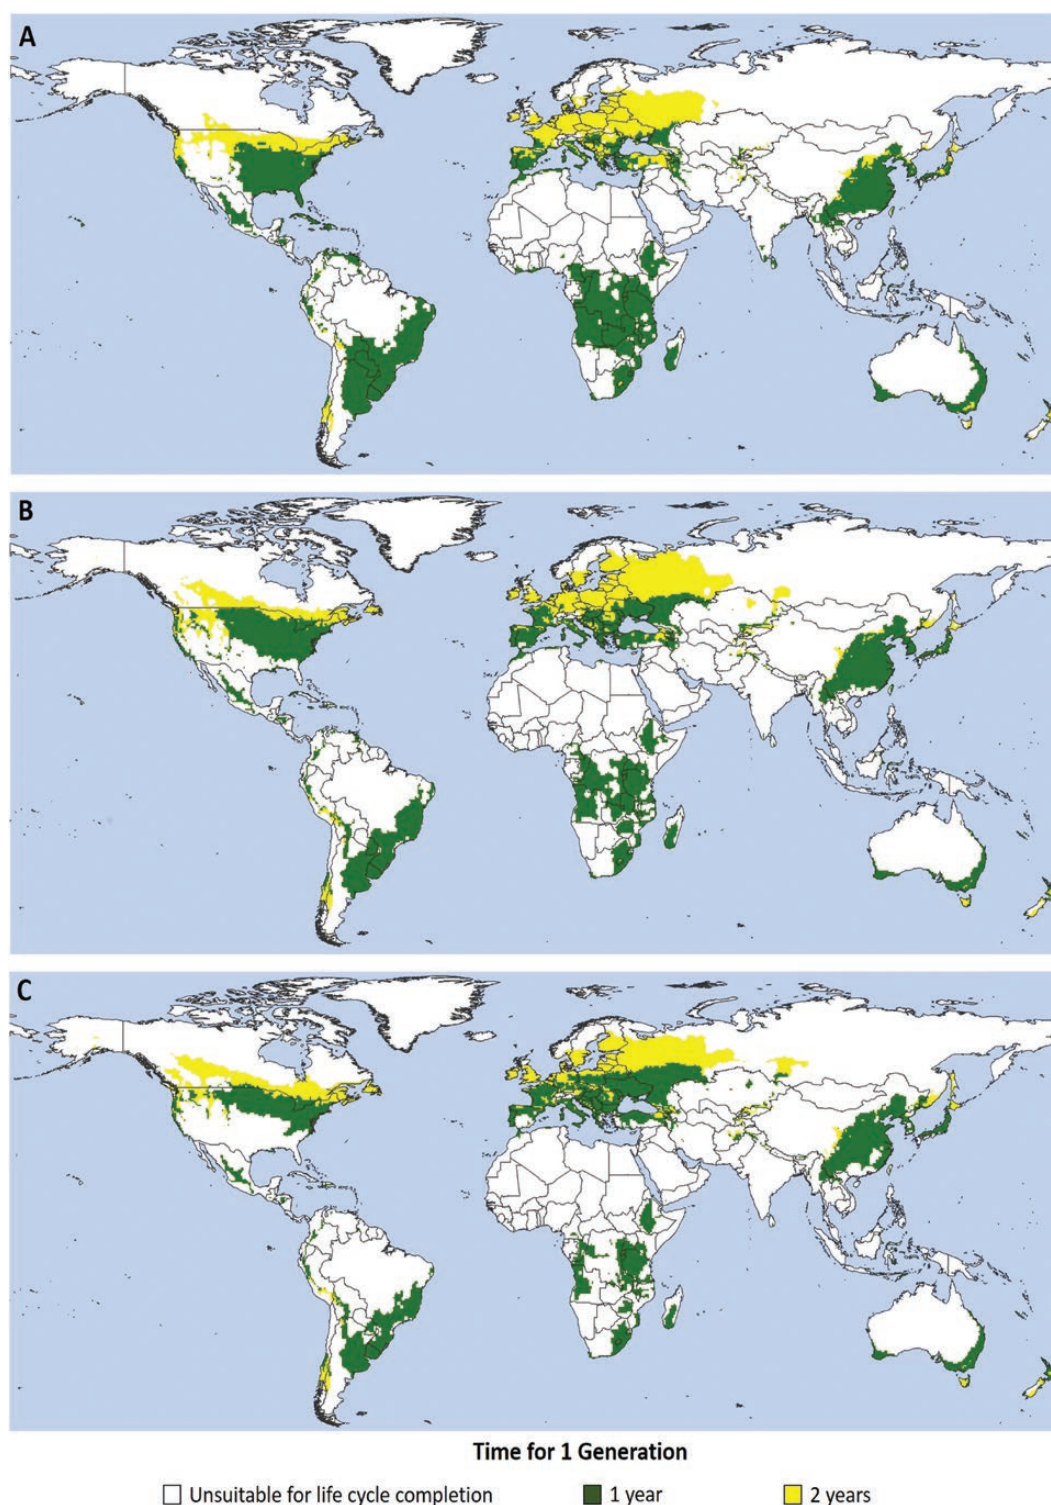 A
B
C
Time for 1 Generation
Unsuitable for life cycle completion 1 year 2 years